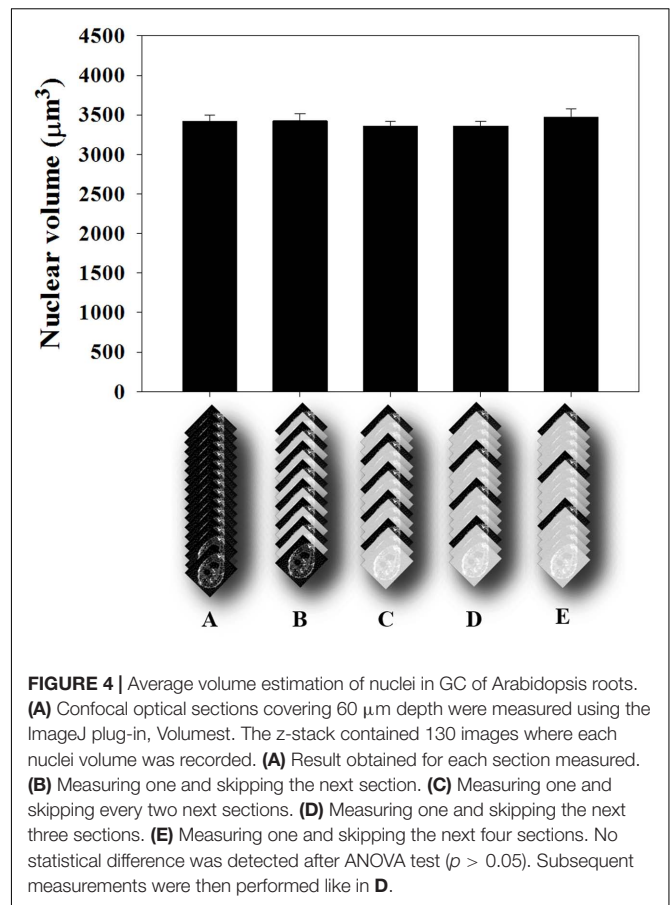 Nuclear volume (μm³)
4500
4000
3500
3000
2500
2000
1500
1000
500
0
A B C D E
FIGURE 4 | Average volume estimation of nuclei in GC of Arabidopsis roots.
(A) Confocal optical sections covering 60 μm depth were measured using the
ImageJ plug-in, Volumest. The z-stack contained 130 images where each
nuclei volume was recorded. (A) Result obtained for each section measured.
(B) Measuring one and skipping the next section. (C) Measuring one and
skipping every two next sections. (D) Measuring one and skipping the next
three sections. (E) Measuring one and skipping the next four sections. No
statistical difference was detected after ANOVA test (p > 0.05). Subsequent
measurements were then performed like in D.